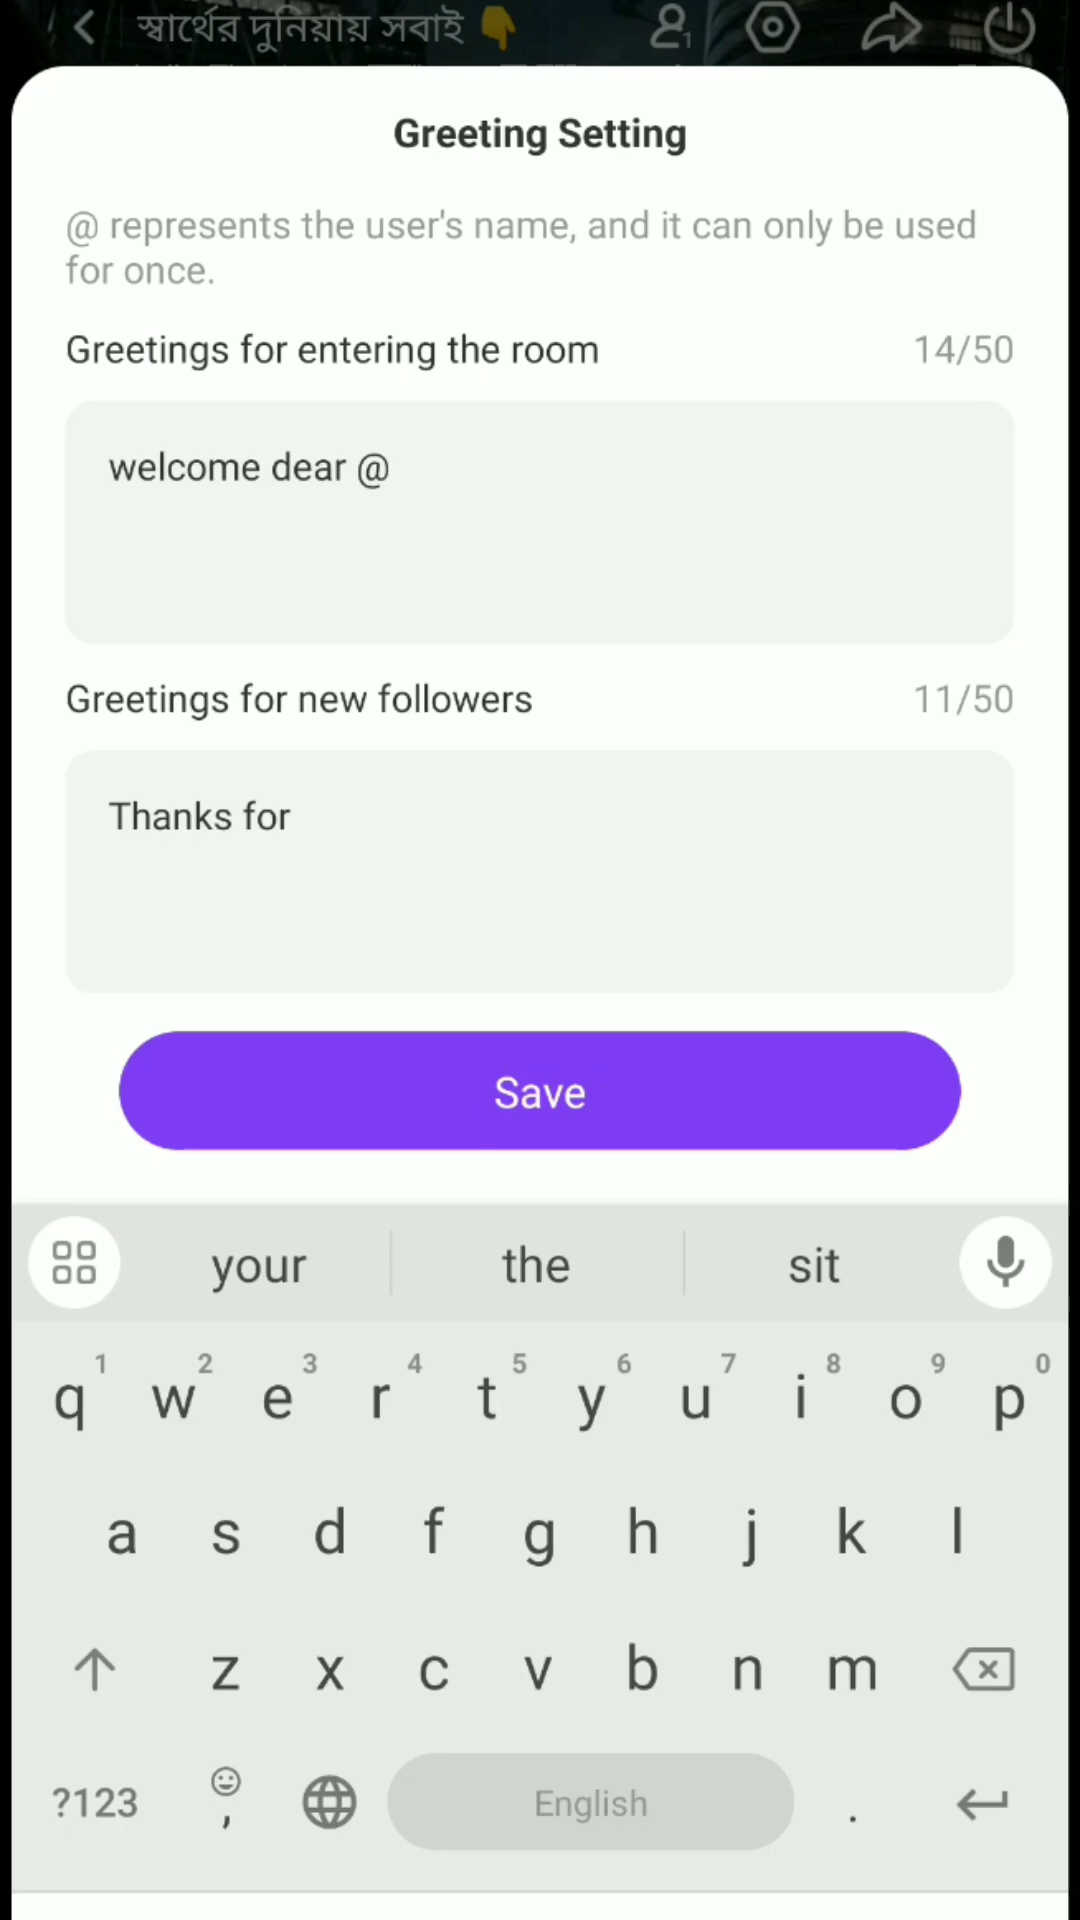 স্বার্থের দুনিয়ায় সবাই 👇
1
Greeting Setting
@ represents the user's name, and it can only be used
for once.
Greetings for entering the room 14/50
welcome dear @
Greetings for new followers 11/50
Thanks for
Save
your the sit
1 2 3 4 5 6 7 8 9 0
q w e r t y u i o p
a s d f g h j k l
z x c v b n m
?123 , English .